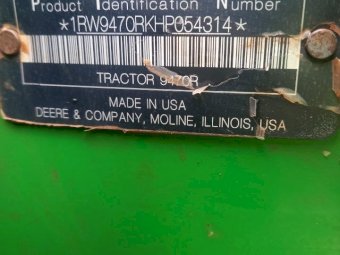 Product Identification Number
*1RW9470RKHP054314*
TRACTOR 9470R
MADE IN USA
DEERE & COMPANY, MOLINE, ILLINOIS, USA